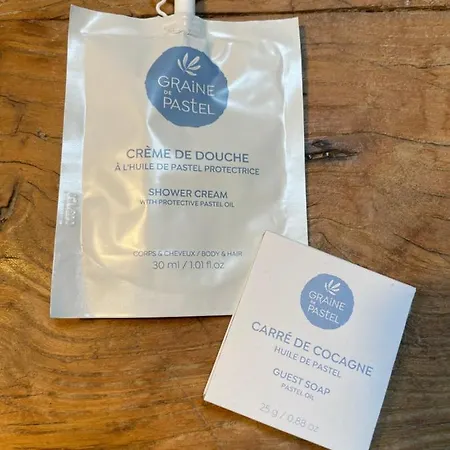 GRAiNE
DE
PASTEL
CRÈME DE DOUCHE
À L'HUILE DE PASTEL PROTECTRICE
SHOWER CREAM
WITH PROTECTIVE PASTEL OIL
CORPS & CHEVEUX / BODY & HAIR
30 ml / 1.01 fl.oz
GRAiNE
DE
PASTEL
CARRÉ DE COCAGNE
HUILE DE PASTEL
GUEST SOAP
PASTEL OIL
25 g / 0.88 oz